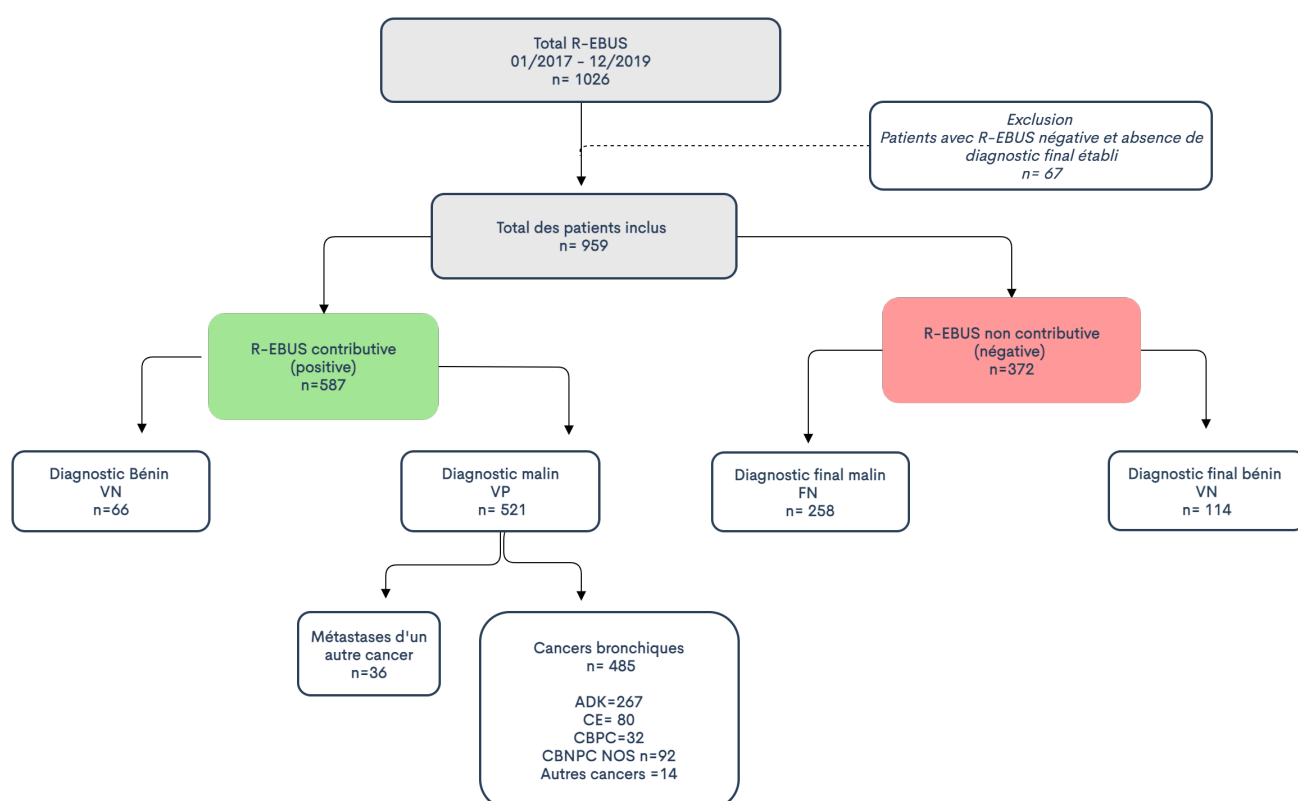 Total R-EBUS
01/2017 - 12/2019
n= 1026
Exclusion
Patients avec R-EBUS négative et absence de
diagnostic final établi
n= 67
Total des patients inclus
n= 959
R-EBUS contributive
(positive)
n=587
R-EBUS non contributive
(négative)
n=372
Diagnostic Bénin
VN
n=66
Diagnostic malin
VP
n= 521
Diagnostic final malin
FN
n= 258
Diagnostic final bénin
VN
n= 114
Métastases d'un
autre cancer
n=36
Cancers bronchiques
n= 485
ADK=267
CE= 80
CBPC=32
CBNPC NOS n=92
Autres cancers =14